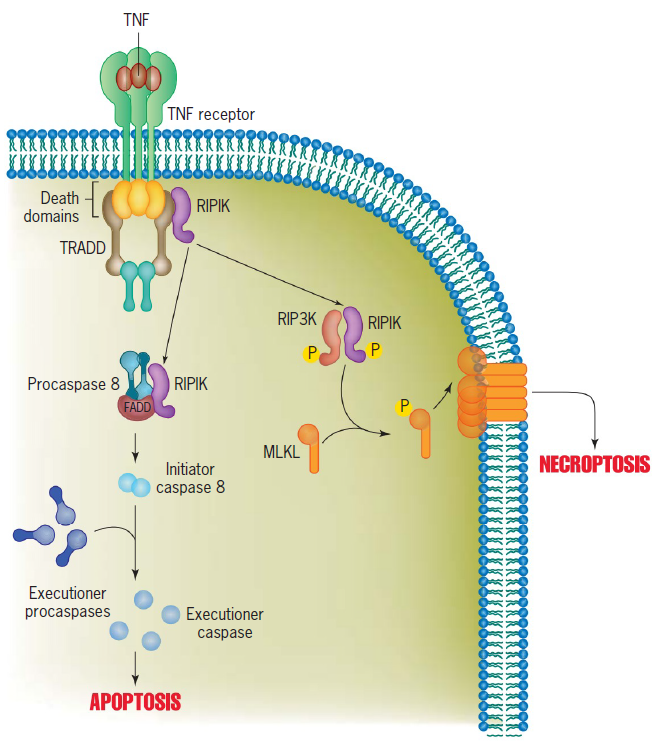 TNF
TNF receptor
Death
domains
RIPIK
TRADD
RIP3K
RIPIK
P
P
Procaspase 8
RIPIK
FADD
P
MLKL
Initiator
caspase 8
NECROPTOSIS
Executioner
procaspases
Executioner
caspase
APOPTOSIS